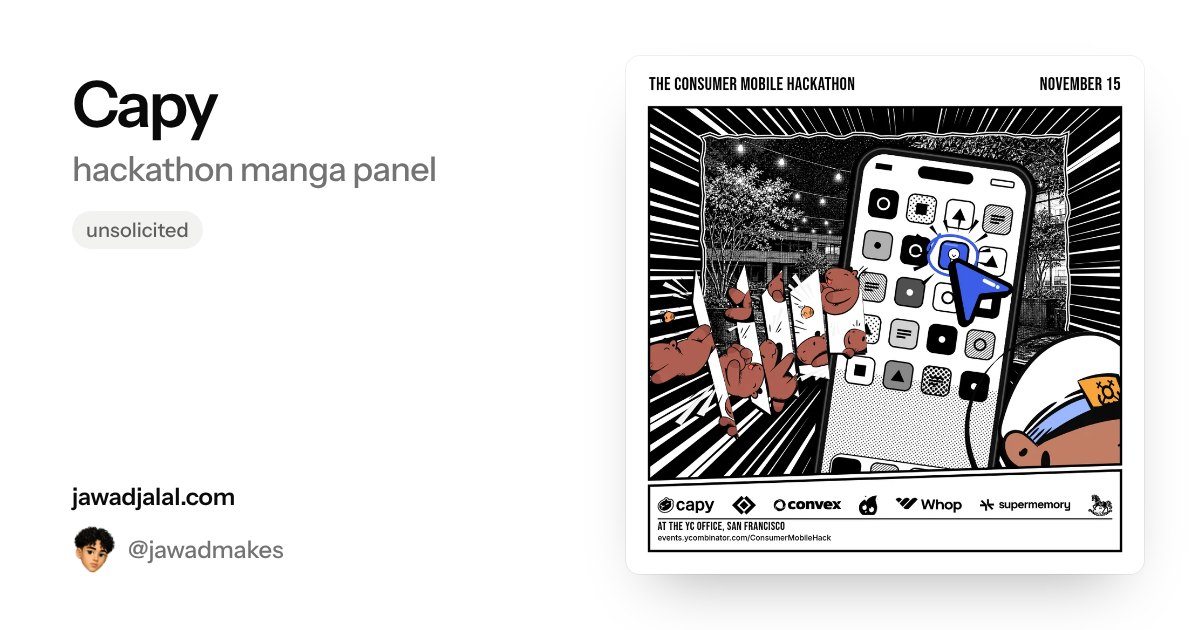 Capy
hackathon manga panel
unsolicited
jawadjalal.com
@jawadmakes
THE CONSUMER MOBILE HACKATHON
NOVEMBER 15
capy
convex
Whop
supermemory
AT THE YC OFFICE, SAN FRANCISCO
events.ycombinator.com/ConsumerMobileHack